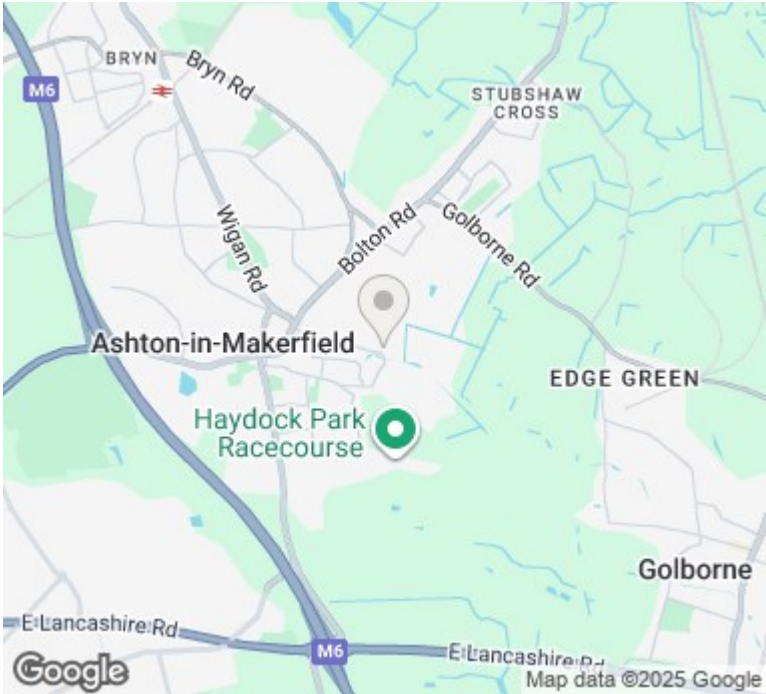 BRYN
Bryn Rd
M6
STUBSHAW
CROSS
Wigan Rd
Bolton Rd
Golborne Rd
Ashton-in-Makerfield
EDGE GREEN
Haydock Park
Racecourse
Golborne
E Lancashire Rd
M6
E Lancashire Rd
Google
Map data ©2025 Google